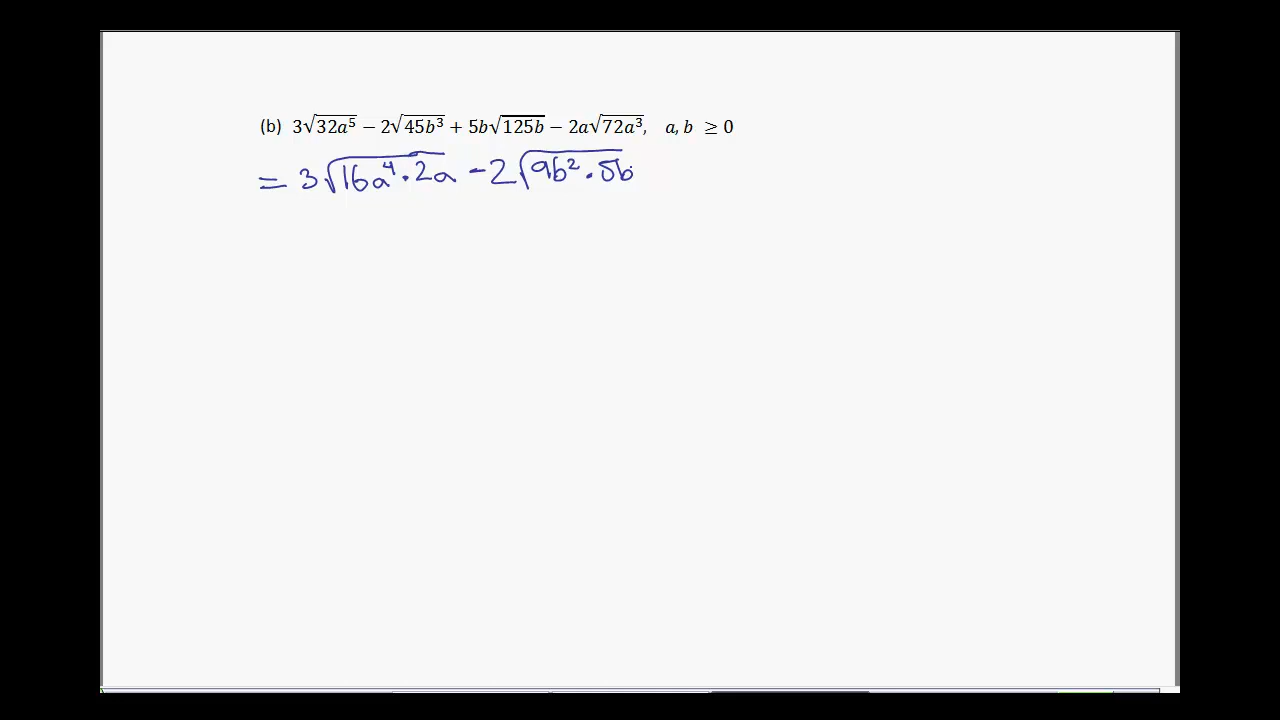 (b) 3√32a⁵ − 2√45b³ + 5b√125b − 2a√72a³, a, b ≥ 0
= 3√16a⁴·2a − 2√9b²·5b